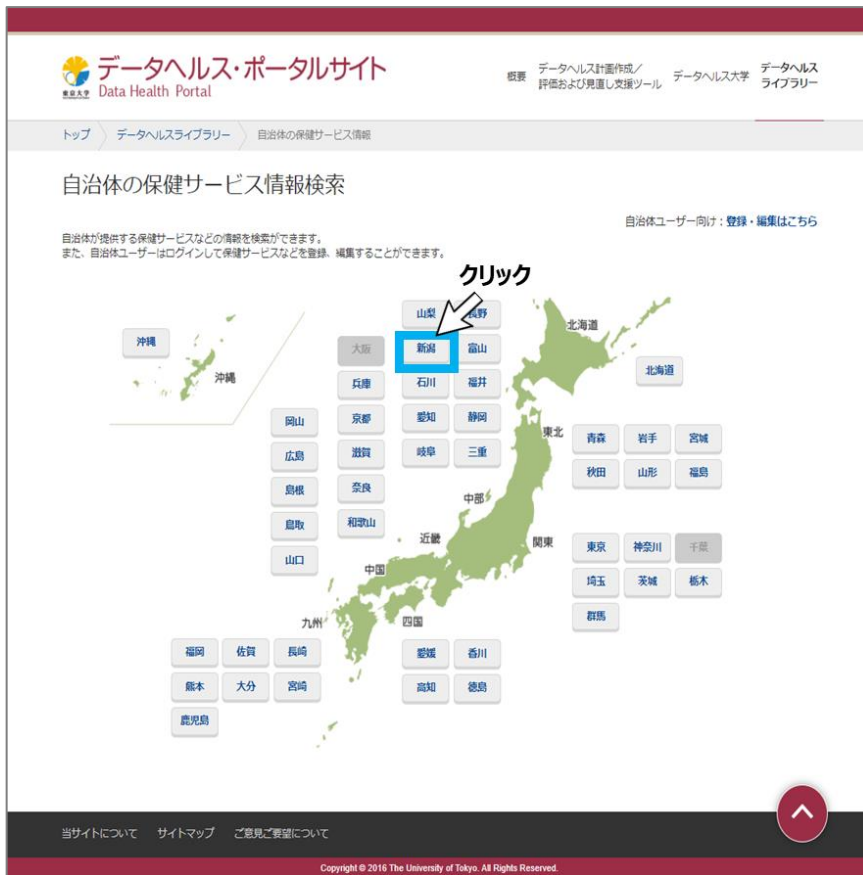 データヘルス・ポータルサイト
東京大学
Data Health Portal
概要
データヘルス計画作成／
評価および見直し支援ツール
データヘルス大学
データヘルス
ライブラリー
トップ
データヘルスライブラリー
自治体の保健サービス情報
自治体の保健サービス情報検索
自治体ユーザー向け：登録・編集はこちら
自治体が提供する保健サービスなどの情報を検索ができます。
また、自治体ユーザーはログインして保健サービスなどを登録、編集することができます。
クリック
山梨 長野
北海道
沖縄
大阪 新潟 富山
沖縄
兵庫 石川 福井
北海道
岡山 京都 愛知 静岡
東北
青森 岩手 宮城
広島 滋賀 岐阜 三重
秋田 山形 福島
島根 奈良
中部
鳥取 和歌山
近畿
関東
東京 神奈川 千葉
山口
中国
埼玉 茨城 栃木
九州
四国
群馬
福岡 佐賀 長崎
愛媛 香川
熊本 大分 宮崎
高知 徳島
鹿児島
当サイトについて サイトマップ ご意見ご要望について
Copyright © 2016 The University of Tokyo. All Rights Reserved.